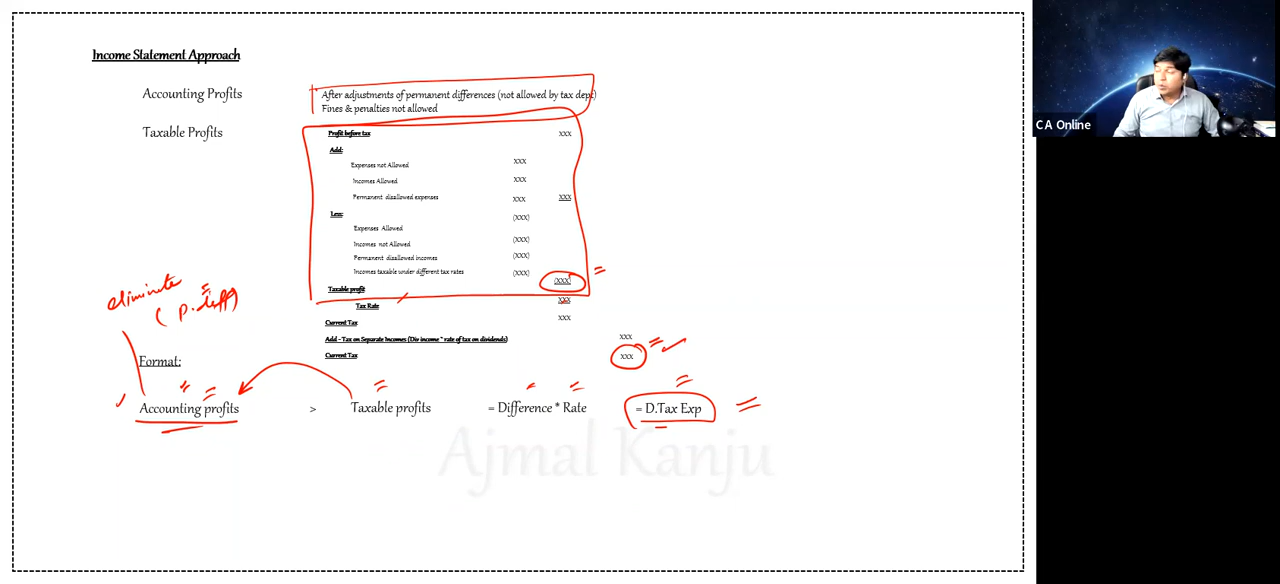 Income Statement Approach
Accounting Profits
After adjustments of permanent differences (not allowed by tax dept)
Fines & penalties not allowed
Taxable Profits
Profit before tax XXX
Add:
Expenses not Allowed XXX
Incomes Allowed XXX
Permanent disallowed expenses XXX XXX
Less: (XXX)
Expenses Allowed
Incomes not Allowed (XXX)
Permanent disallowed incomes (XXX)
Incomes taxable under different tax rates (XXX)
(XXX)
Taxable profit XXX
Tax Rate
Current Tax XXX
Add - Tax on Separate Incomes (Div income * rate of tax on dividends) XXX
Current Tax XXX
eliminate
(P.diff)
Format:
Accounting profits > Taxable profits = Difference * Rate = D.Tax Exp
Ajmal Kanju
CA Online